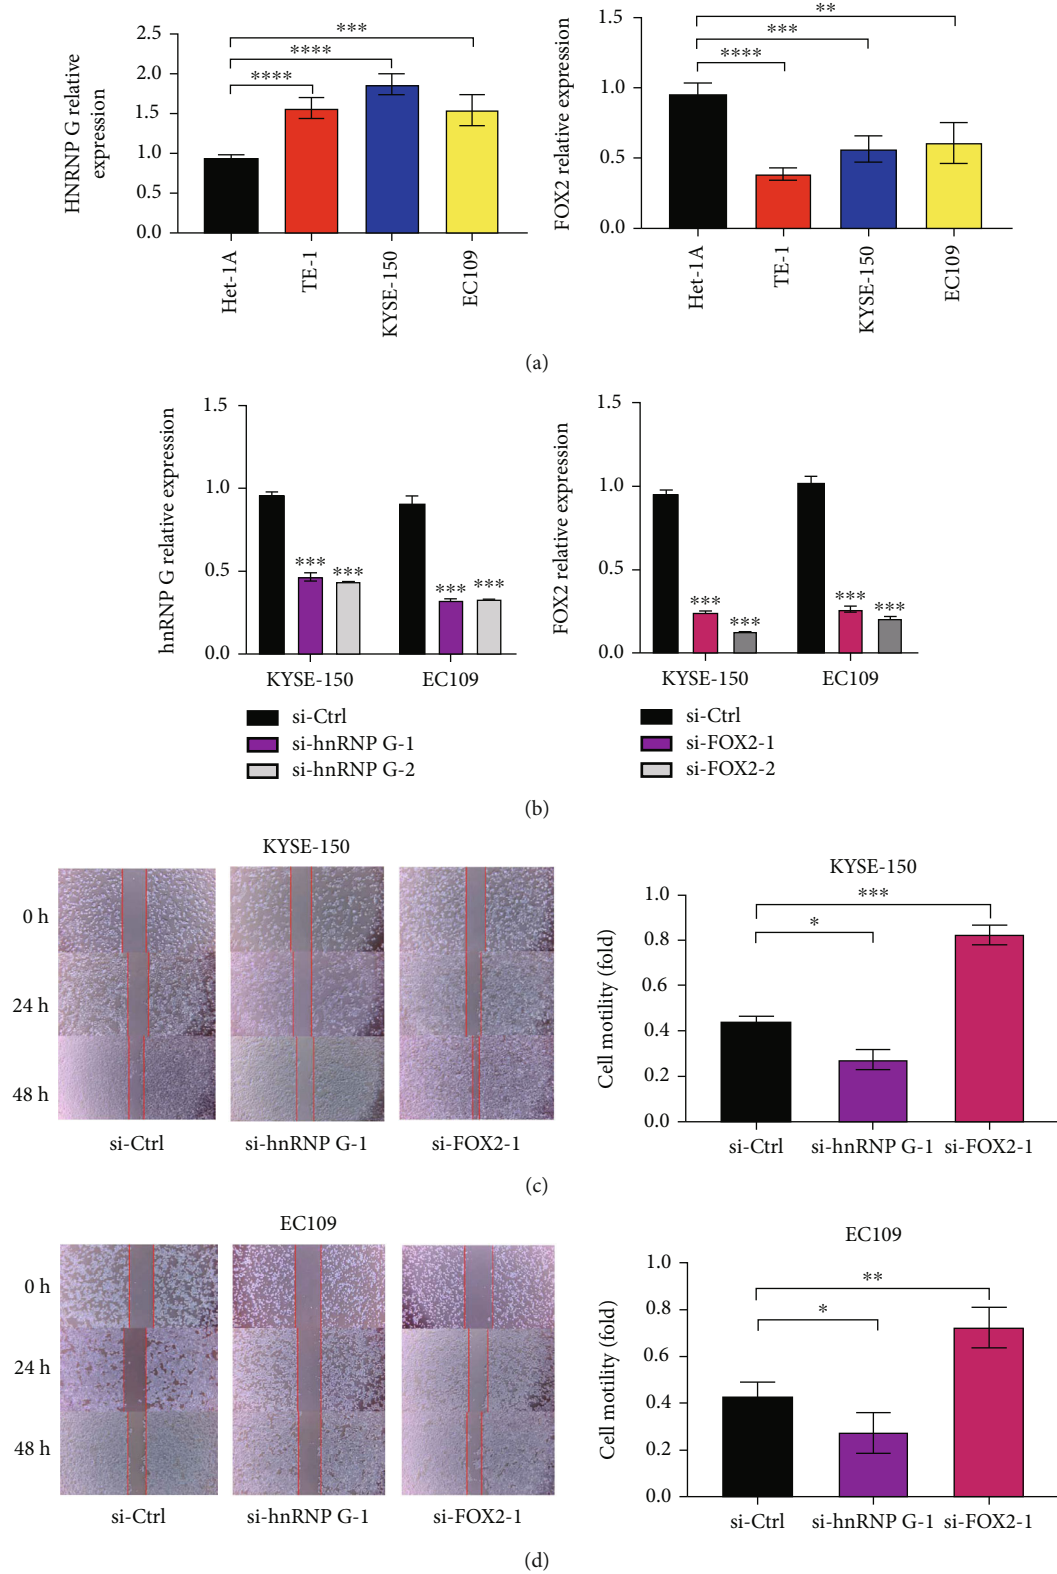 HNRNP G relative
expression
2.5
2.0
1.5
1.0
0.5
0.0
***
****
****
Het-1A
TE-1
KYSE-150
EC109
FOX2 relative expression
1.5
1.0
0.5
0.0
**
***
****
Het-1A
TE-1
KYSE-150
EC109
(a)
hnRNP G relative expression
1.5
1.0
0.5
0.0
***
***
***
***
KYSE-150
EC109
si-Ctrl
si-hnRNP G-1
si-hnRNP G-2
FOX2 relative expression
1.5
1.0
0.5
0.0
***
***
***
***
KYSE-150
EC109
si-Ctrl
si-FOX2-1
si-FOX2-2
(b)
KYSE-150
0 h
24 h
48 h
si-Ctrl
si-hnRNP G-1
si-FOX2-1
KYSE-150
Cell motility (fold)
1.0
0.8
0.6
0.4
0.2
0.0
***
*
si-Ctrl
si-hnRNP G-1
si-FOX2-1
(c)
EC109
0 h
24 h
48 h
si-Ctrl
si-hnRNP G-1
si-FOX2-1
EC109
Cell motility (fold)
1.0
0.8
0.6
0.4
0.2
0.0
**
*
si-Ctrl
si-hnRNP G-1
si-FOX2-1
(d)